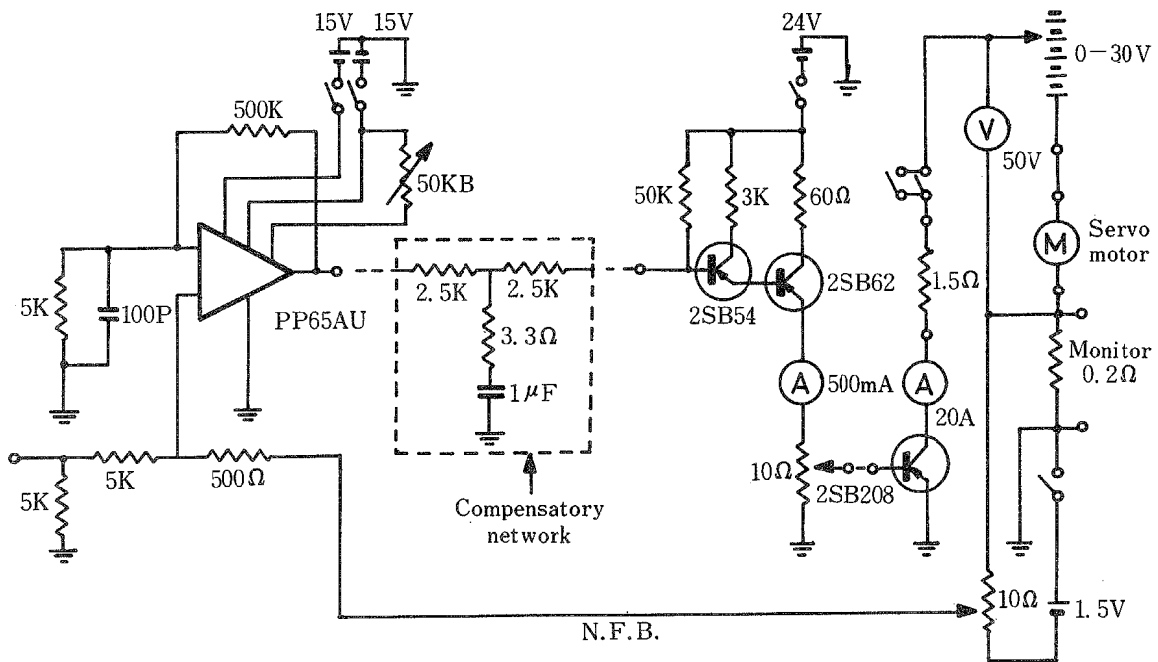 15V 15V
24V
0-30V
500K
V
50V
50KB
50K
3K
60Ω
M
Servo
motor
2SB62
2.5K
2.5K
1.5Ω
5K
100P
PP65AU
2SB54
3.3Ω
Monitor
0.2Ω
1μF
A
500mA
A
20A
5K
500Ω
10Ω
2SB208
5K
Compensatory
network
10Ω
1.5V
N.F.B.